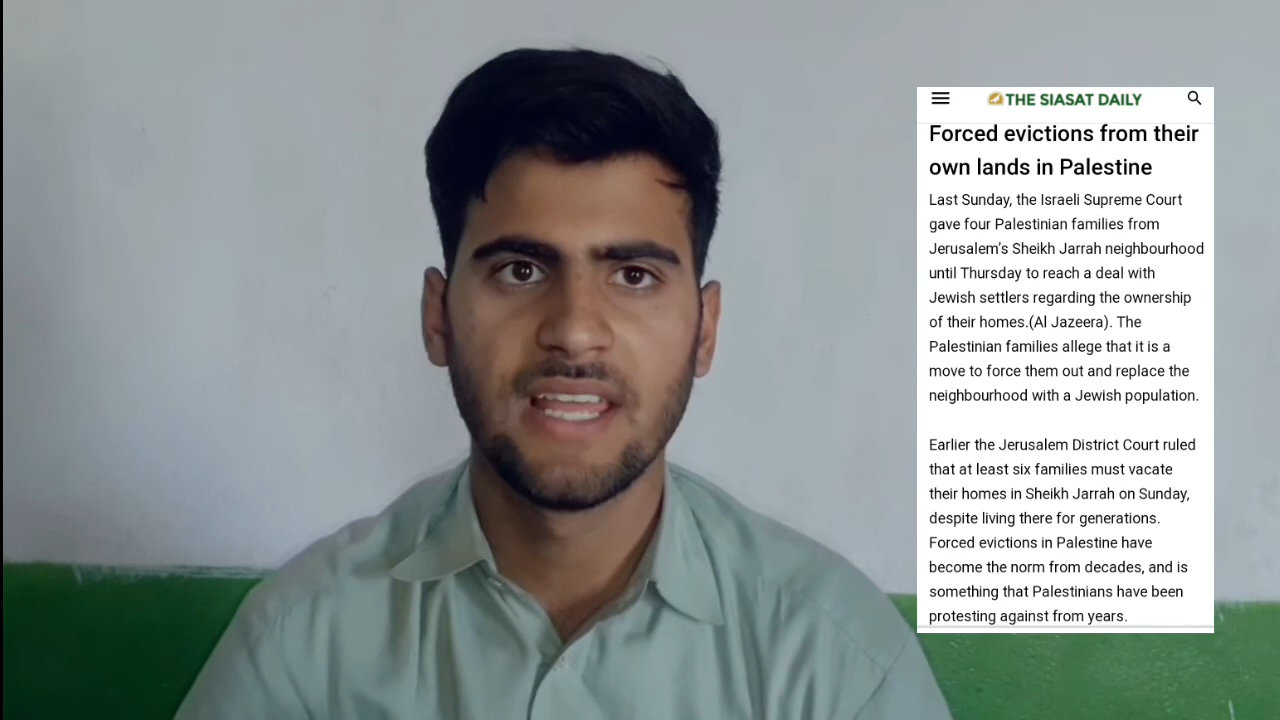 THE SIASAT DAILY
Forced evictions from their
own lands in Palestine
Last Sunday, the Israeli Supreme Court
gave four Palestinian families from
Jerusalem’s Sheikh Jarrah neighbourhood
until Thursday to reach a deal with
Jewish settlers regarding the ownership
of their homes.(Al Jazeera). The
Palestinian families allege that it is a
move to force them out and replace the
neighbourhood with a Jewish population.
Earlier the Jerusalem District Court ruled
that at least six families must vacate
their homes in Sheikh Jarrah on Sunday,
despite living there for generations.
Forced evictions in Palestine have
become the norm from decades, and is
something that Palestinians have been
protesting against from years.